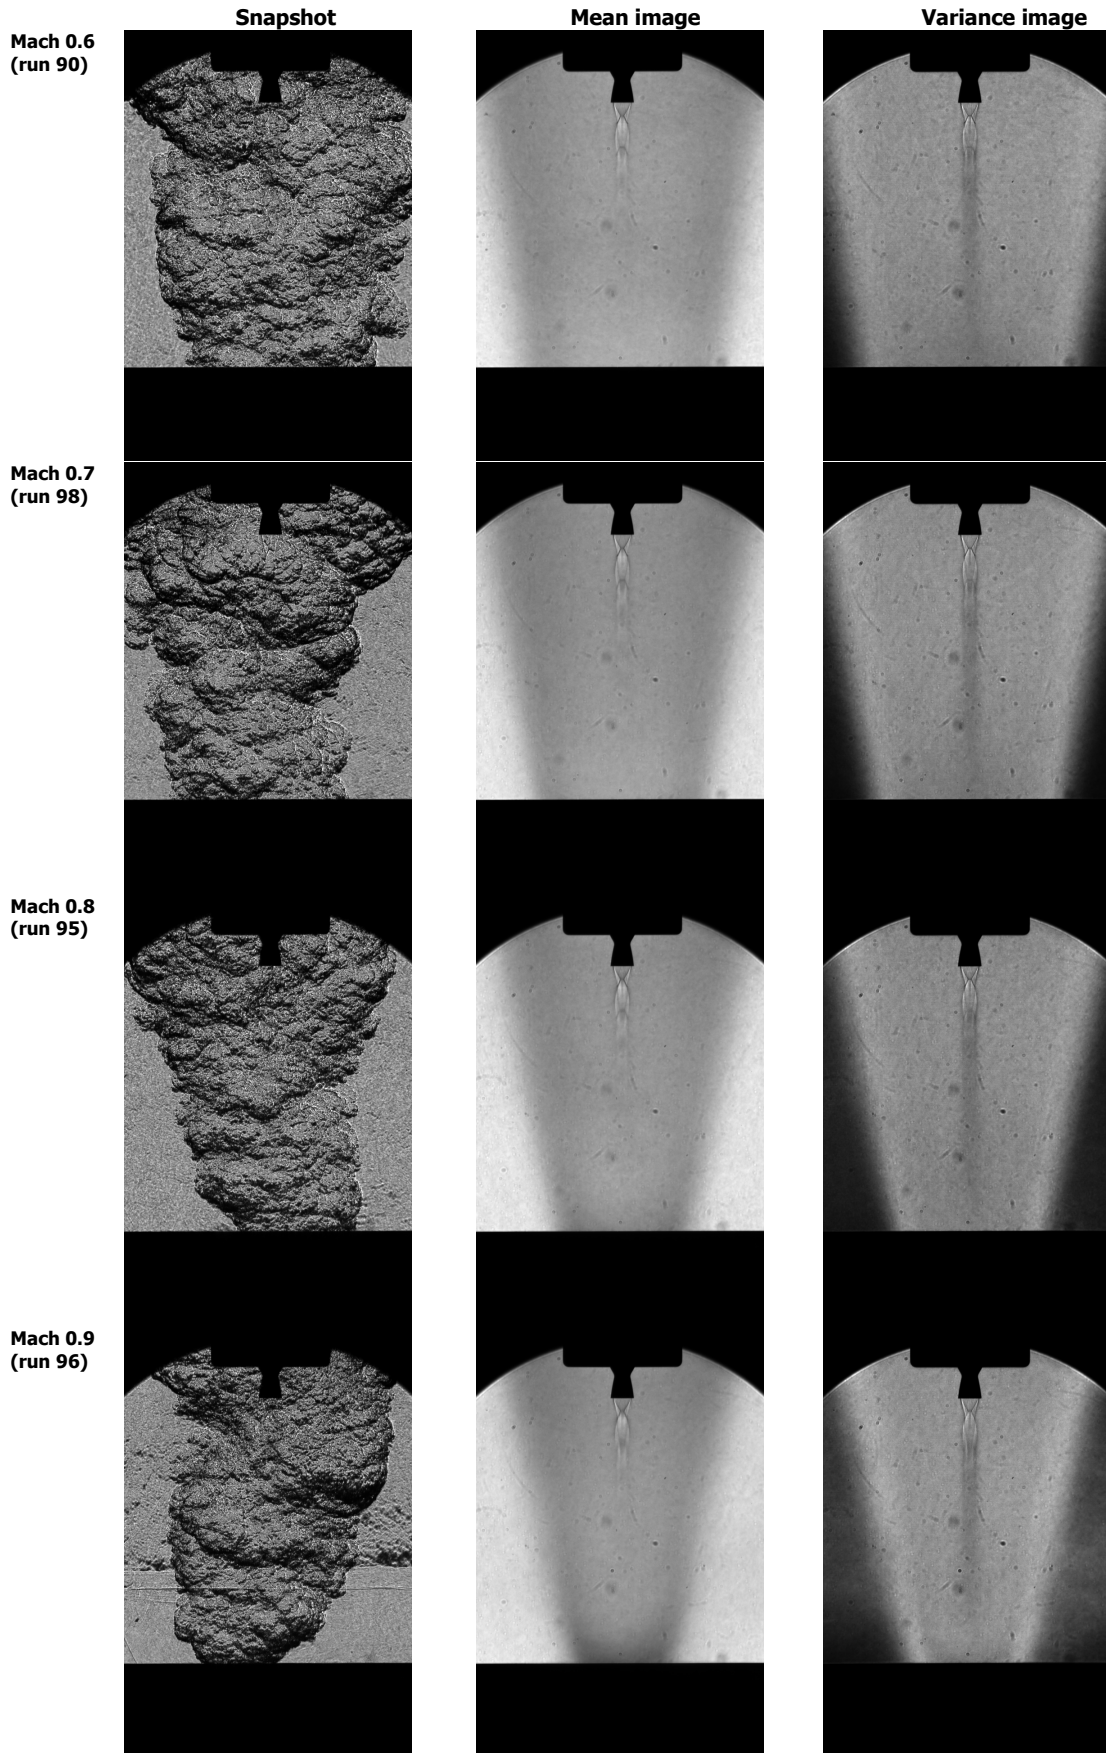 Snapshot Mean image Variance image
Mach 0.6
(run 90)
Mach 0.7
(run 98)
Mach 0.8
(run 95)
Mach 0.9
(run 96)